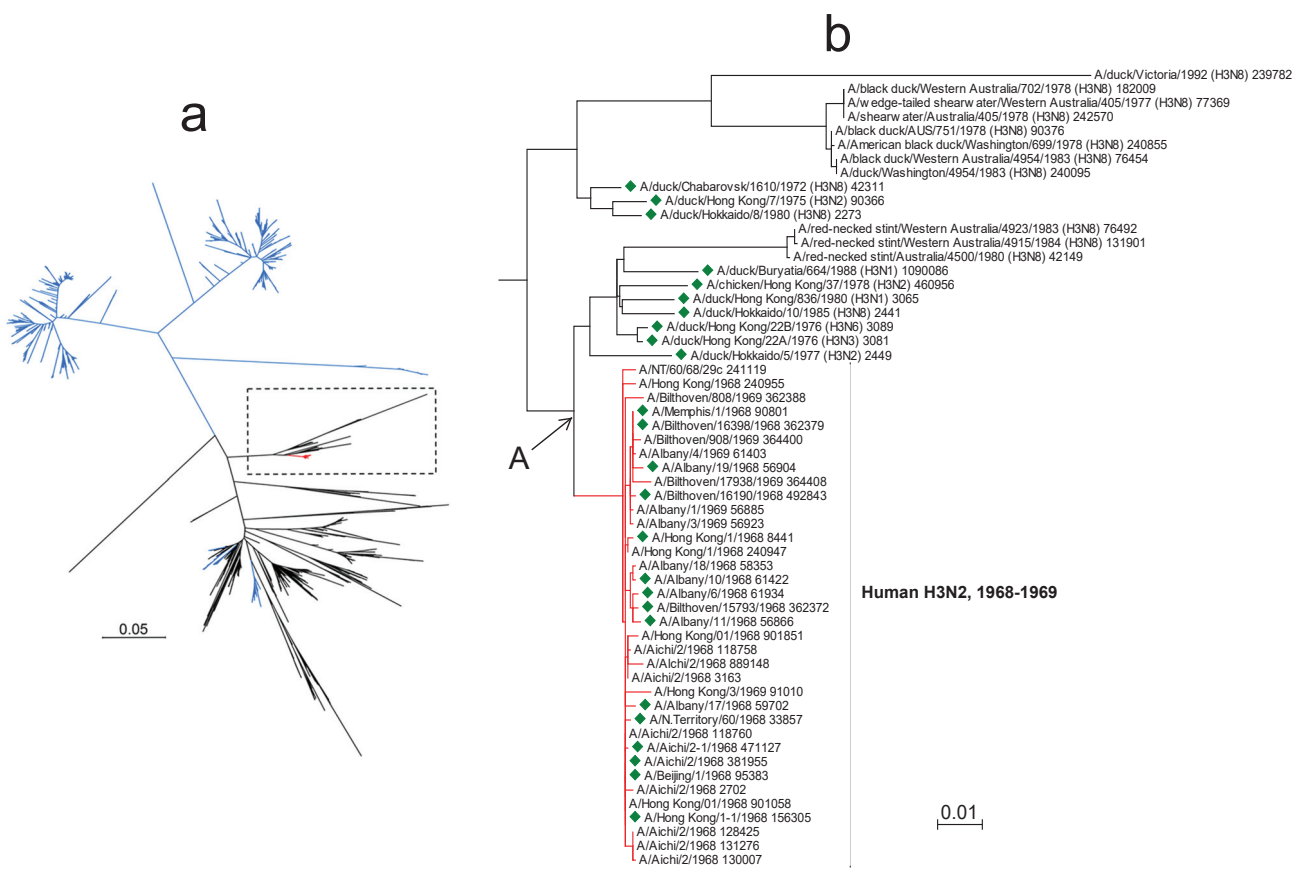 a
b
A/duck/Victoria/1992 (H3N8) 239782
A/black duck/Western Australia/702/1978 (H3N8) 182009
A/w edge-tailed shearw ater/Western Australia/405/1977 (H3N8) 77369
A/shearw ater/Australia/405/1978 (H3N8) 242570
A/black duck/AUS/751/1978 (H3N8) 90376
A/American black duck/Washington/699/1978 (H3N8) 240855
A/black duck/Western Australia/4954/1983 (H3N8) 76454
A/duck/Washington/4954/1983 (H3N8) 240095
A/duck/Chabarovsk/1610/1972 (H3N8) 42311
A/duck/Hong Kong/7/1975 (H3N2) 90366
A/duck/Hokkaido/8/1980 (H3N8) 2273
A/red-necked stint/Western Australia/4923/1983 (H3N8) 76492
A/red-necked stint/Western Australia/4915/1984 (H3N8) 131901
A/red-necked stint/Australia/4500/1980 (H3N8) 42149
A/duck/Buryatia/664/1988 (H3N1) 1090086
A/chicken/Hong Kong/37/1978 (H3N2) 460956
A/duck/Hong Kong/836/1980 (H3N1) 3065
A/duck/Hokkaido/10/1985 (H3N8) 2441
A/duck/Hong Kong/22B/1976 (H3N6) 3089
A/duck/Hong Kong/22A/1976 (H3N3) 3081
A/duck/Hokkaido/5/1977 (H3N2) 2449
A/NT/60/68/29c 241119
A/Hong Kong/1968 240955
A/Bilthoven/808/1969 362388
A/Memphis/1/1968 90801
A/Bilthoven/16398/1968 362379
A/Bilthoven/908/1969 364400
A/Albany/4/1969 61403
A/Albany/19/1968 56904
A/Bilthoven/17938/1969 364408
A/Bilthoven/16190/1968 492843
A/Albany/1/1969 56885
A/Albany/3/1969 56923
A/Hong Kong/1/1968 8441
A/Hong Kong/1/1968 240947
A/Albany/18/1968 58353
A/Albany/10/1968 61422
A/Albany/6/1968 61934
A/Bilthoven/15793/1968 362372
A/Albany/11/1968 56866
A/Hong Kong/01/1968 901851
A/Aichi/2/1968 118758
A/AIchi/2/1968 889148
A/Aichi/2/1968 3163
A/Hong Kong/3/1969 91010
A/Albany/17/1968 59702
A/N.Territory/60/1968 33857
A/Aichi/2/1968 118760
A/Aichi/2-1/1968 471127
A/Aichi/2/1968 381955
A/Beijing/1/1968 95383
A/Aichi/2/1968 2702
A/Hong Kong/01/1968 901058
A/Hong Kong/1-1/1968 156305
A/Aichi/2/1968 128425
A/Aichi/2/1968 131276
A/Aichi/2/1968 130007
A
Human H3N2, 1968-1969
0.05
0.01